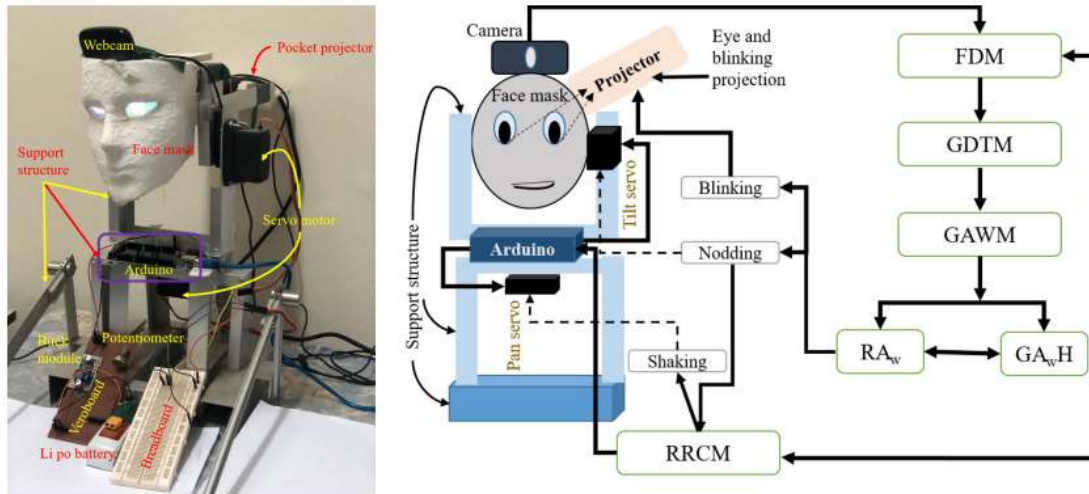 Webcam
Pocket projector
Support
structure
Face mask
Servo motor
Arduino
Potentiometer
Buck
module
Veroboard
Breadboard
Li po battery
Camera
Eye and
blinking
projection
Projector
Face mask
Support structure
Tilt servo
Arduino
Pan servo
Blinking
Nodding
Shaking
FDM
GDTM
GAWM
RAw
GAwH
RRCM